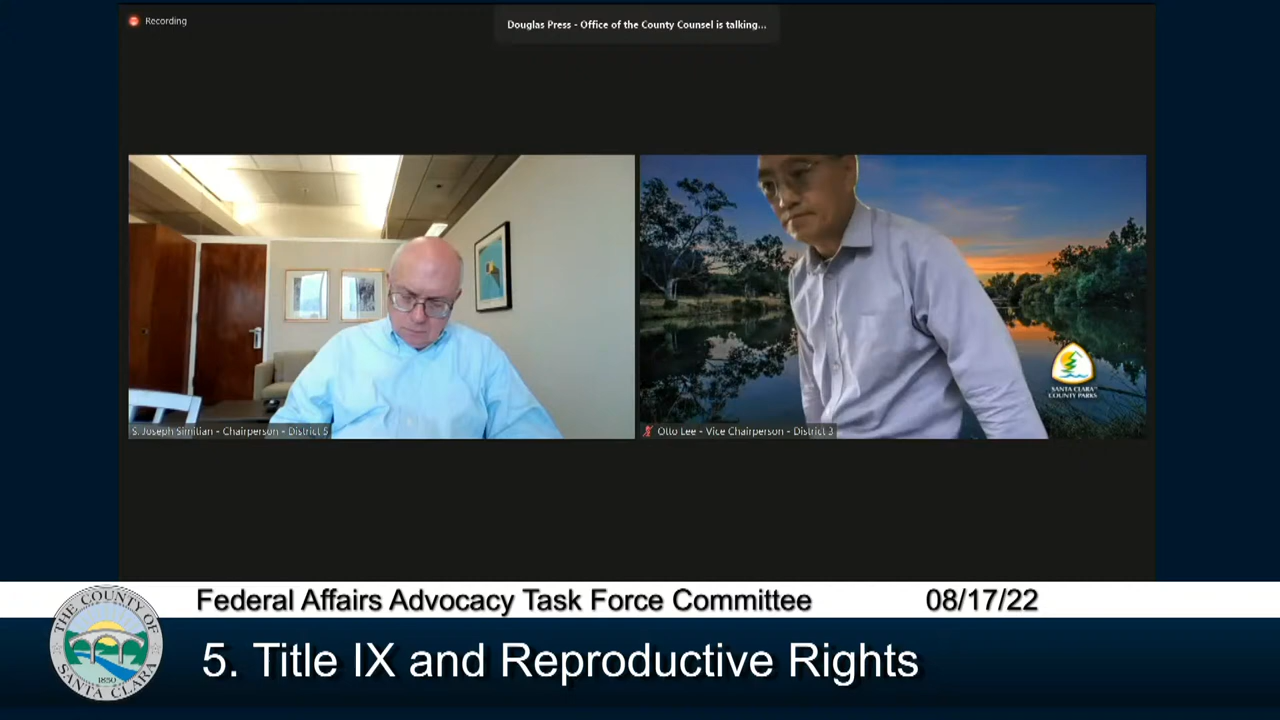 Recording
Douglas Press - Office of the County Counsel is talking...
SANTA CLARA
COUNTY PARKS
S. Joseph Simitian - Chairperson - District 5
Otto Lee - Vice Chairperson - District 3
Federal Affairs Advocacy Task Force Committee
08/17/22
THE COUNTY OF
SANTA CLARA
1850
5. Title IX and Reproductive Rights